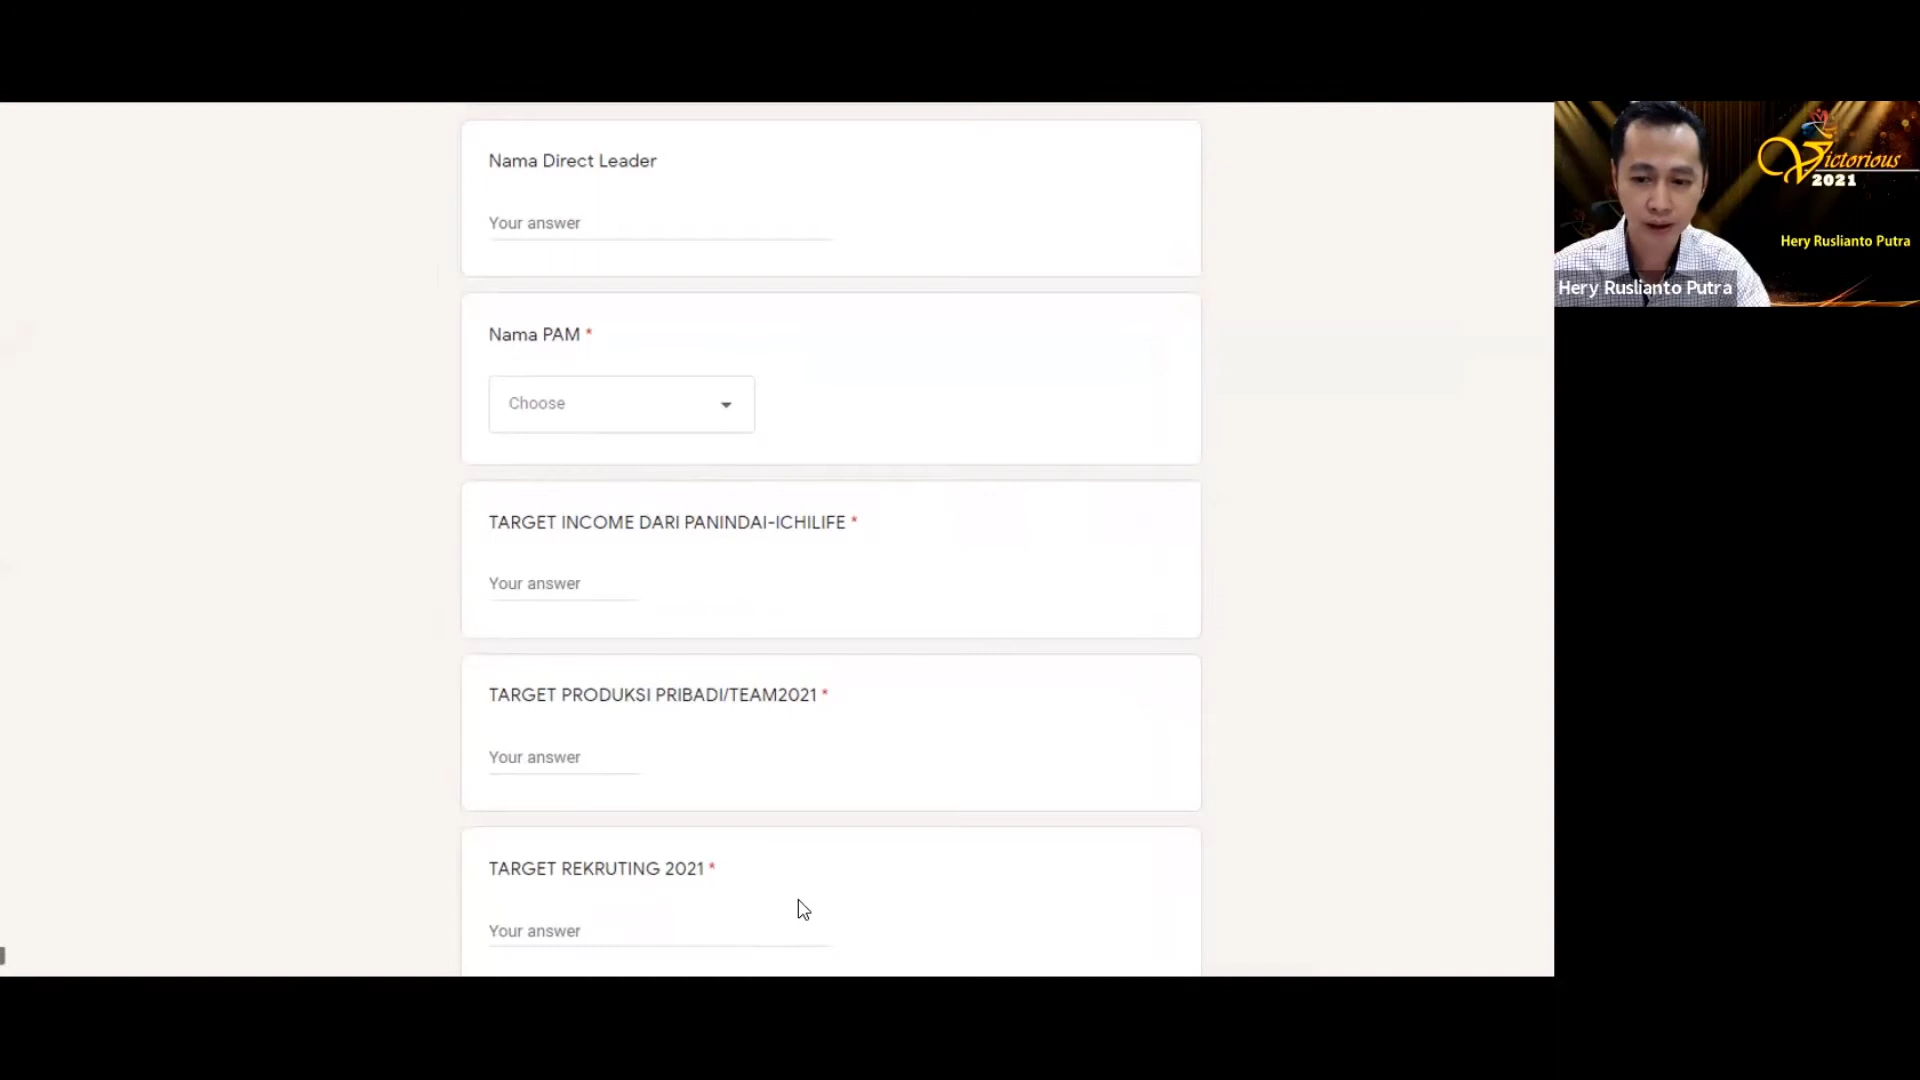 Nama Direct Leader
Your answer
Nama PAM *
Choose
TARGET INCOME DARI PANINDAI-ICHILIFE *
Your answer
TARGET PRODUKSI PRIBADI/TEAM2021 *
Your answer
TARGET REKRUTING 2021 *
Your answer
Victorious
2021
Hery Ruslianto Putra
Hery Ruslianto Putra